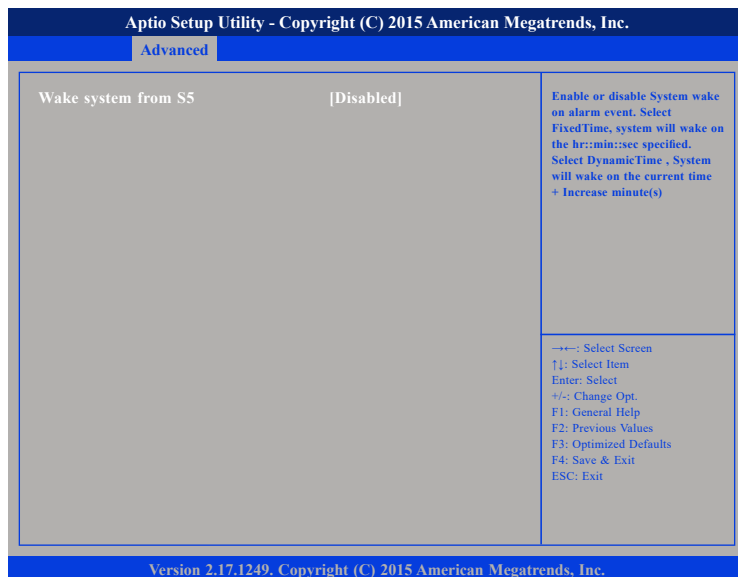 Aptio Setup Utility - Copyright (C) 2015 American Megatrends, Inc.
Advanced
Wake system from S5 [Disabled]
Enable or disable System wake
on alarm event. Select
FixedTime, system will wake on
the hr::min::sec specified.
Select DynamicTime , System
will wake on the current time
+ Increase minute(s)
→←: Select Screen
↑↓: Select Item
Enter: Select
+/-: Change Opt.
F1: General Help
F2: Previous Values
F3: Optimized Defaults
F4: Save & Exit
ESC: Exit
Version 2.17.1249. Copyright (C) 2015 American Megatrends, Inc.